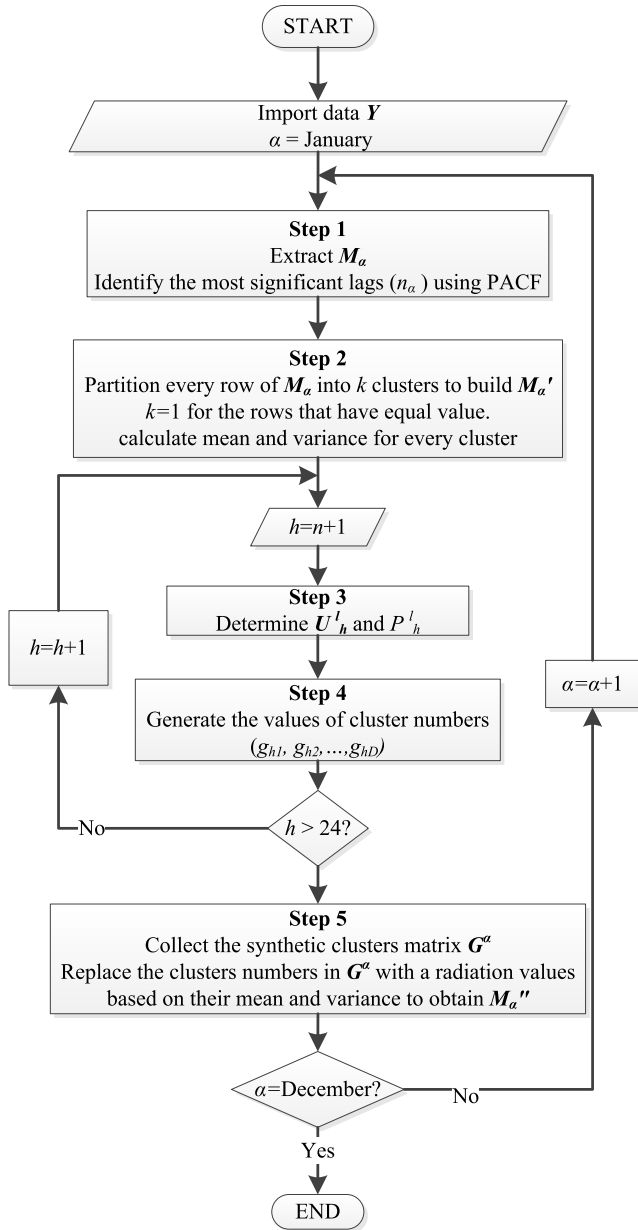 START
Import data Y
α = January
Step 1
Extract Mα
Identify the most significant lags (nα ) using PACF
Step 2
Partition every row of Mα into k clusters to build Mα'
k=1 for the rows that have equal value.
calculate mean and variance for every cluster
h=n+1
Step 3
Determine U^l_h and P^l_h
h=h+1
α=α+1
Step 4
Generate the values of cluster numbers
(gh1, gh2,...,ghD)
h > 24?
No
Step 5
Collect the synthetic clusters matrix G^α
Replace the clusters numbers in G^α with a radiation values
based on their mean and variance to obtain Mα''
α=December?
No
Yes
END